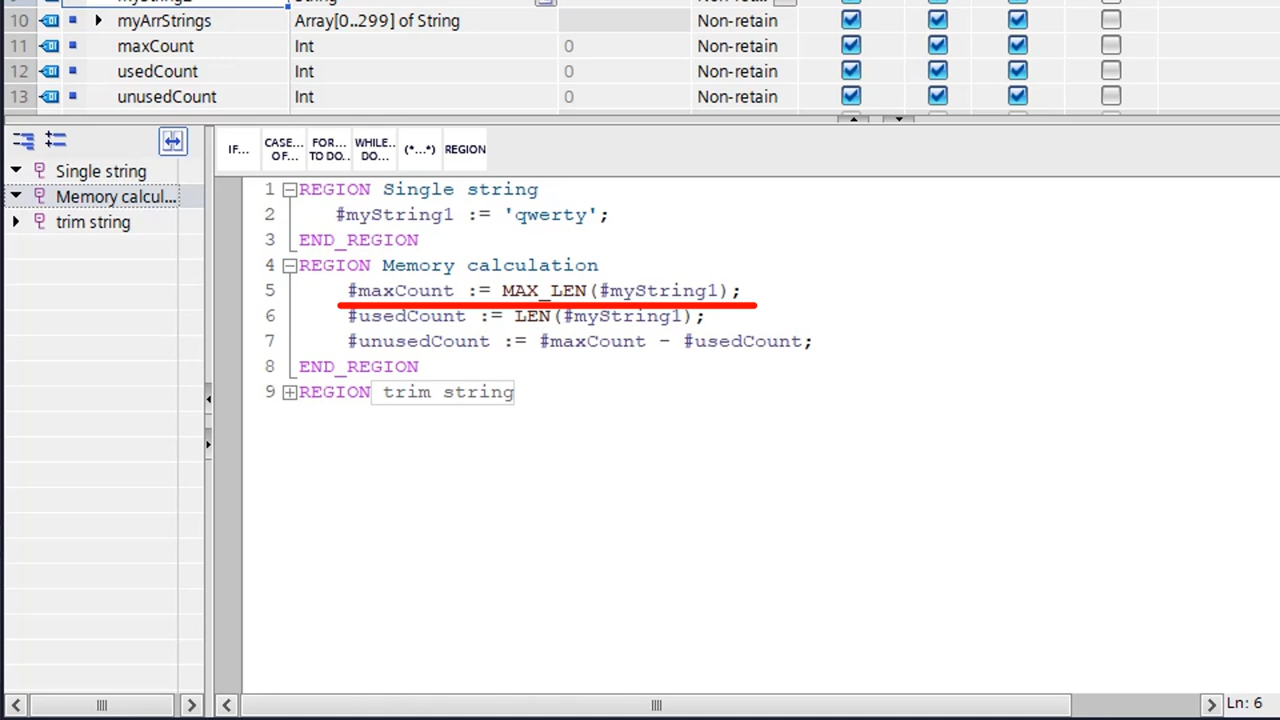 10 myArrStrings Array[0..299] of String Non-retain
11 maxCount Int 0 Non-retain
12 usedCount Int 0 Non-retain
13 unusedCount Int 0 Non-retain
IF... CASE... OF... FOR... TO DO.. WHILE.. DO... (*...*) REGION
Single string
Memory calcul...
trim string
1 REGION Single string
2 #myString1 := 'qwerty';
3 END_REGION
4 REGION Memory calculation
5 #maxCount := MAX_LEN(#myString1);
6 #usedCount := LEN(#myString1);
7 #unusedCount := #maxCount - #usedCount;
8 END_REGION
9 REGION trim string
Ln: 6